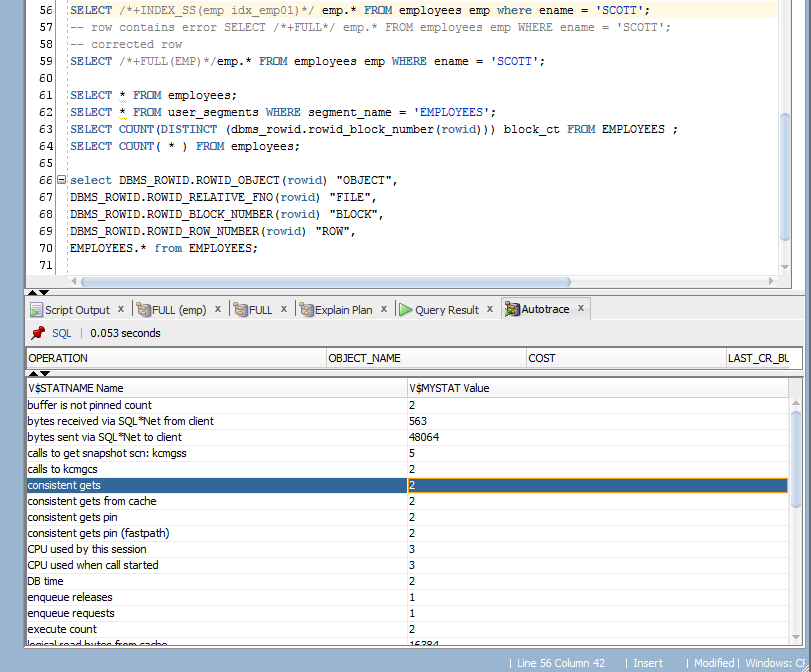 56 SELECT /*+INDEX_SS(emp idx_emp01)*/ emp.* FROM employees emp where ename = 'SCOTT';
57 -- row contains error SELECT /*+FULL*/ emp.* FROM employees emp WHERE ename = 'SCOTT';
58 -- corrected row
59 SELECT /*+FULL(EMP)*/emp.* FROM employees emp WHERE ename = 'SCOTT';
60
61 SELECT * FROM employees;
62 SELECT * FROM user_segments WHERE segment_name = 'EMPLOYEES';
63 SELECT COUNT(DISTINCT (dbms_rowid.rowid_block_number(rowid))) block_ct FROM EMPLOYEES ;
64 SELECT COUNT( * ) FROM employees;
65
66 select DBMS_ROWID.ROWID_OBJECT(rowid) "OBJECT",
67 DBMS_ROWID.ROWID_RELATIVE_FNO(rowid) "FILE",
68 DBMS_ROWID.ROWID_BLOCK_NUMBER(rowid) "BLOCK",
69 DBMS_ROWID.ROWID_ROW_NUMBER(rowid) "ROW",
70 EMPLOYEES.* from EMPLOYEES;
71
Script Output x FULL (emp) x FULL x Explain Plan x Query Result x Autotrace x
SQL | 0.053 seconds
OPERATION OBJECT_NAME COST LAST_CR_BU
V$STATNAME Name V$MYSTAT Value
buffer is not pinned count 2
bytes received via SQL*Net from client 563
bytes sent via SQL*Net to client 48064
calls to get snapshot scn: kcmgss 5
calls to kcmgcs 2
consistent gets 2
consistent gets from cache 2
consistent gets pin 2
consistent gets pin (fastpath) 2
CPU used by this session 3
CPU used when call started 3
DB time 2
enqueue releases 1
enqueue requests 1
execute count 2
logical read bytes from cache 16384
| Line 56 Column 42 | Insert | Modified | Windows: CF